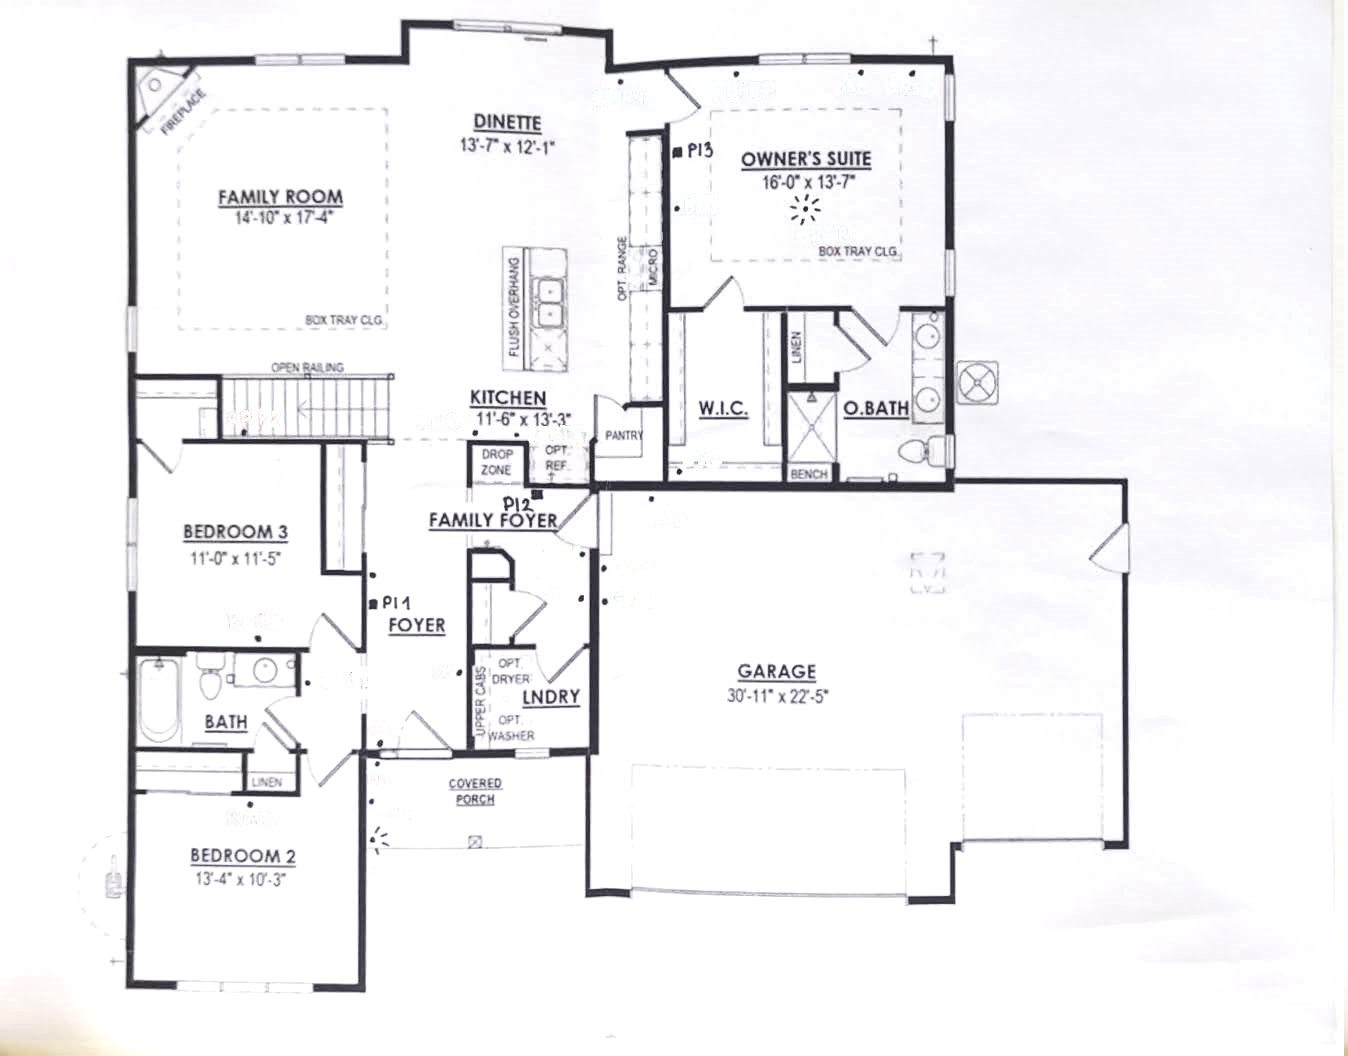 FIREPLACE
DINETTE
13'-7" x 12'-1"
FAMILY ROOM
14'-10" x 17'-4"
BOX TRAY CLG.
OPEN RAILING
P13
OWNER'S SUITE
16'-0" x 13'-7"
BOX TRAY CLG.
FLUSH OVERHANG
OPT. RANGE
MICRO
KITCHEN
11'-6" x 13'-3"
PANTRY
DROP
ZONE
OPT.
REF.
W.I.C.
LINEN
O.BATH
BENCH
P12
FAMILY FOYER
BEDROOM 3
11'-0" x 11'-5"
P11
FOYER
BATH
LINEN
UPPER CABS
OPT.
DRYER
LNDRY
OPT.
WASHER
GARAGE
30'-11" x 22'-5"
COVERED
PORCH
BEDROOM 2
13'-4" x 10'-3"